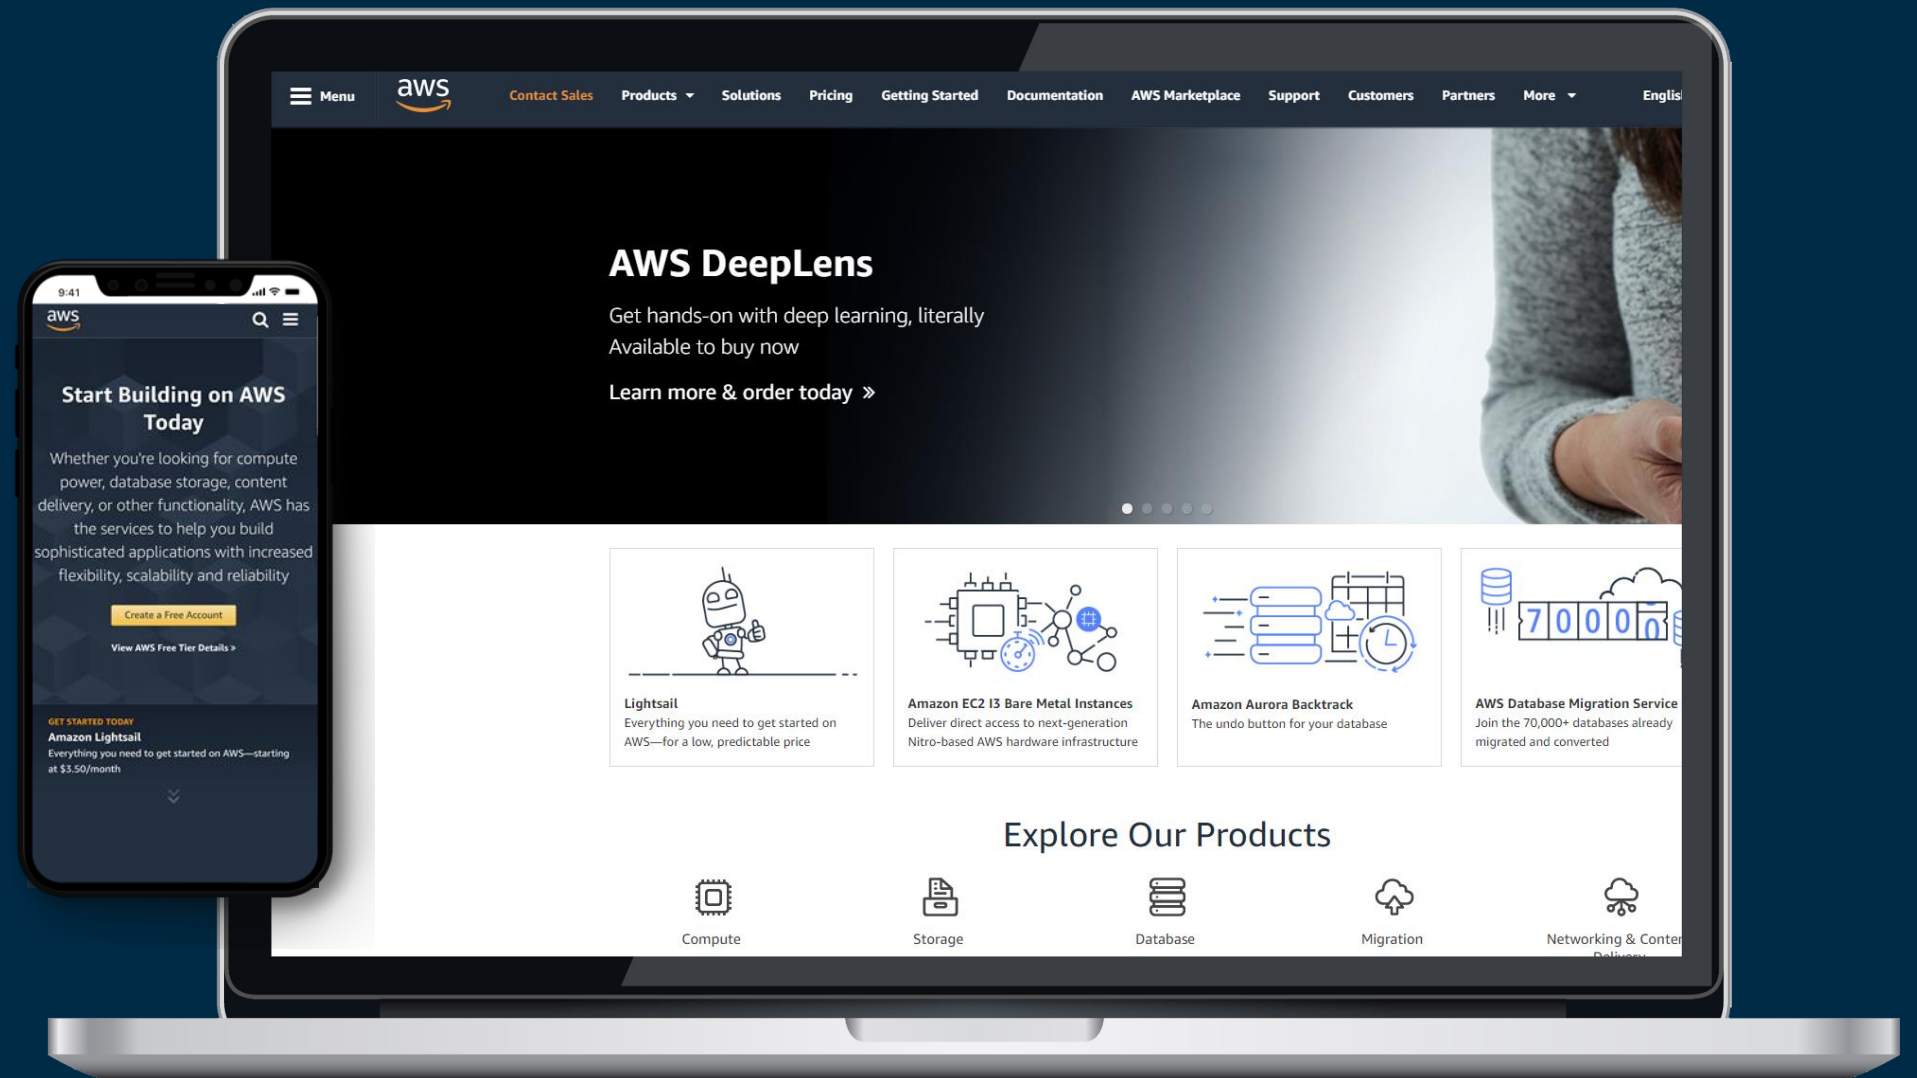 Menu
aws
Contact Sales
Products
Solutions
Pricing
Getting Started
Documentation
AWS Marketplace
Support
Customers
Partners
More
AWS DeepLens
Get hands-on with deep learning, literally
Available to buy now
Learn more & order today »
9:41
aws
Start Building on AWS
Today
Whether you're looking for compute
power, database storage, content
delivery, or other functionality, AWS has
the services to help you build
sophisticated applications with increased
flexibility, scalability and reliability
Create a Free Account
View AWS Free Tier Details »
GET STARTED TODAY
Amazon Lightsail
Everything you need to get started on AWS—starting
at $3.50/month
Lightsail
Everything you need to get started on
AWS—for a low, predictable price
Amazon EC2 I3 Bare Metal Instances
Deliver direct access to next-generation
Nitro-based AWS hardware infrastructure
Amazon Aurora Backtrack
The undo button for your database
7000
AWS Database Migration Service
Join the 70,000+ databases already
migrated and converted
Explore Our Products
Compute
Storage
Database
Migration
Networking &